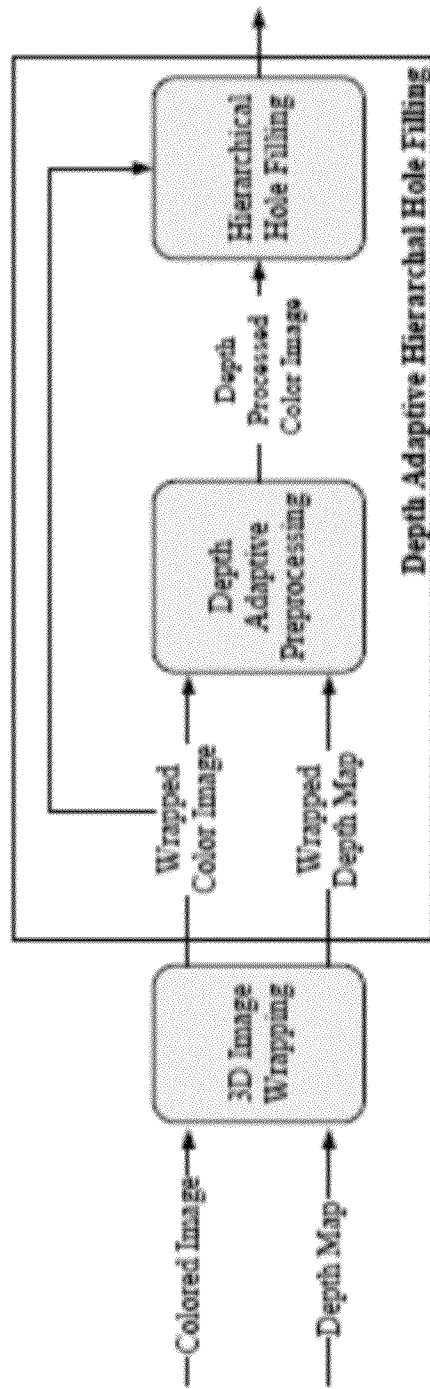 Colored Image
Depth Map
3D Image
Wrapping
Wrapped
Color Image
Wrapped
Depth Map
Depth
Adaptive
Preprocessing
Depth
Processed
Color Image
Hierarchical
Hole Filling
Depth Adaptive Hierarchal Hole Filling